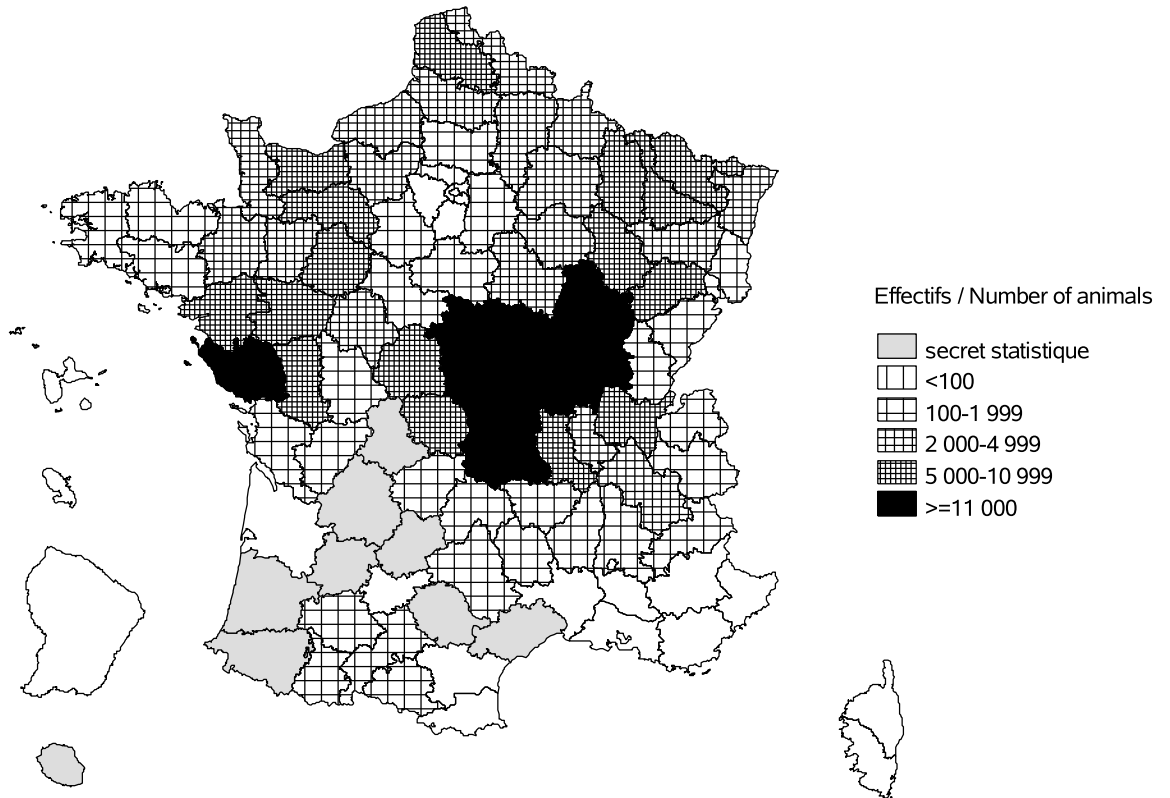 Effectifs / Number of animals
secret statistique
<100
100-1 999
2 000-4 999
5 000-10 999
>=11 000